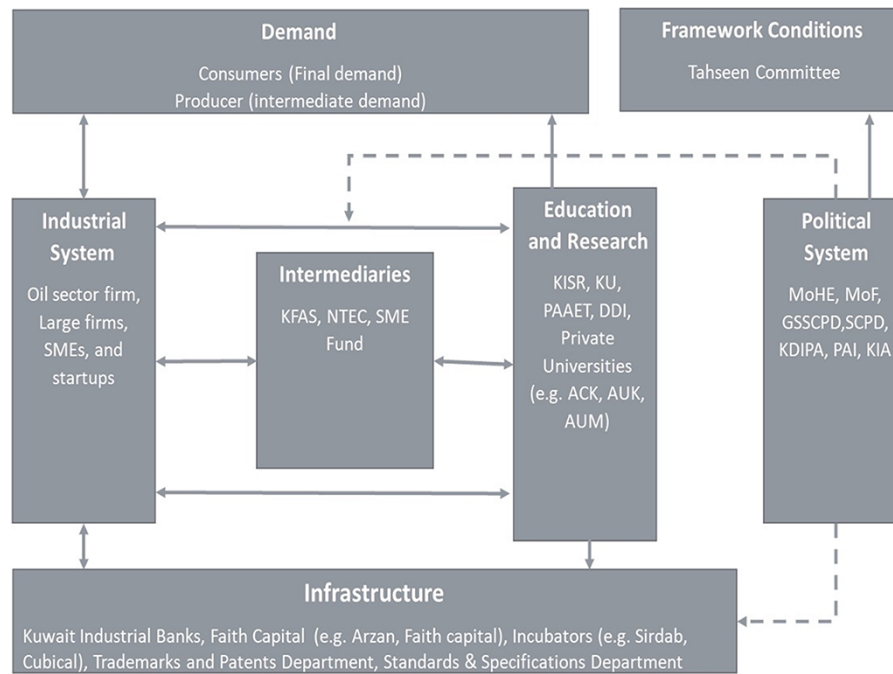 Demand
Consumers (Final demand)
Producer (intermediate demand)
Framework Conditions
Tahseen Committee
Industrial
System
Oil sector firm,
Large firms,
SMEs, and
startups
Intermediaries
KFAS, NTEC, SME
Fund
Education
and Research
KISR, KU,
PAAET, DDI,
Private
Universities
(e.g. ACK, AUK,
AUM)
Political
System
MoHE, MoF,
GSSCPD,SCPD,
KDIPA, PAI, KIA
Infrastructure
Kuwait Industrial Banks, Faith Capital (e.g. Arzan, Faith capital), Incubators (e.g. Sirdab,
Cubical), Trademarks and Patents Department, Standards & Specifications Department